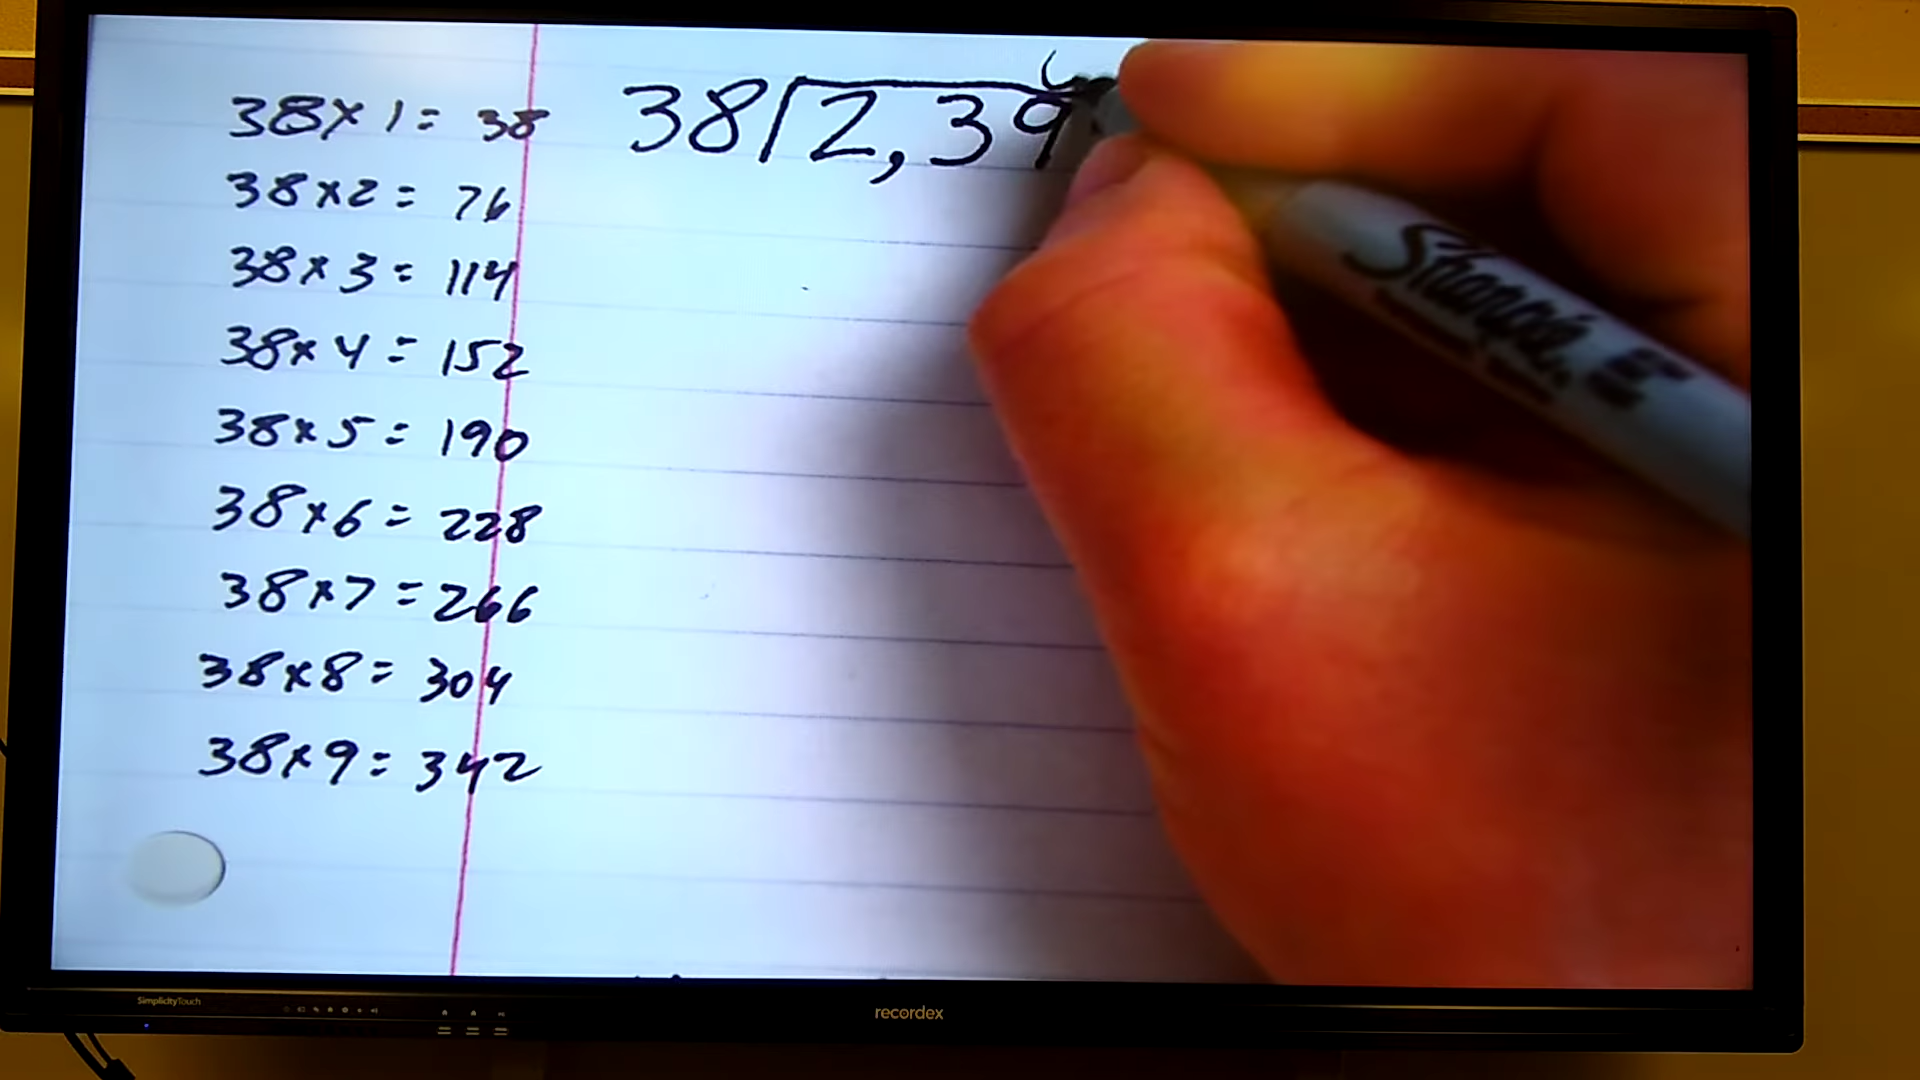 38 x 1 = 38
38 x 2 = 76
38 x 3 = 114
38 x 4 = 152
38 x 5 = 190
38 x 6 = 228
38 x 7 = 266
38 x 8 = 304
38 x 9 = 342
38 2,39
Sharpie
SimplicityTouch
recordex